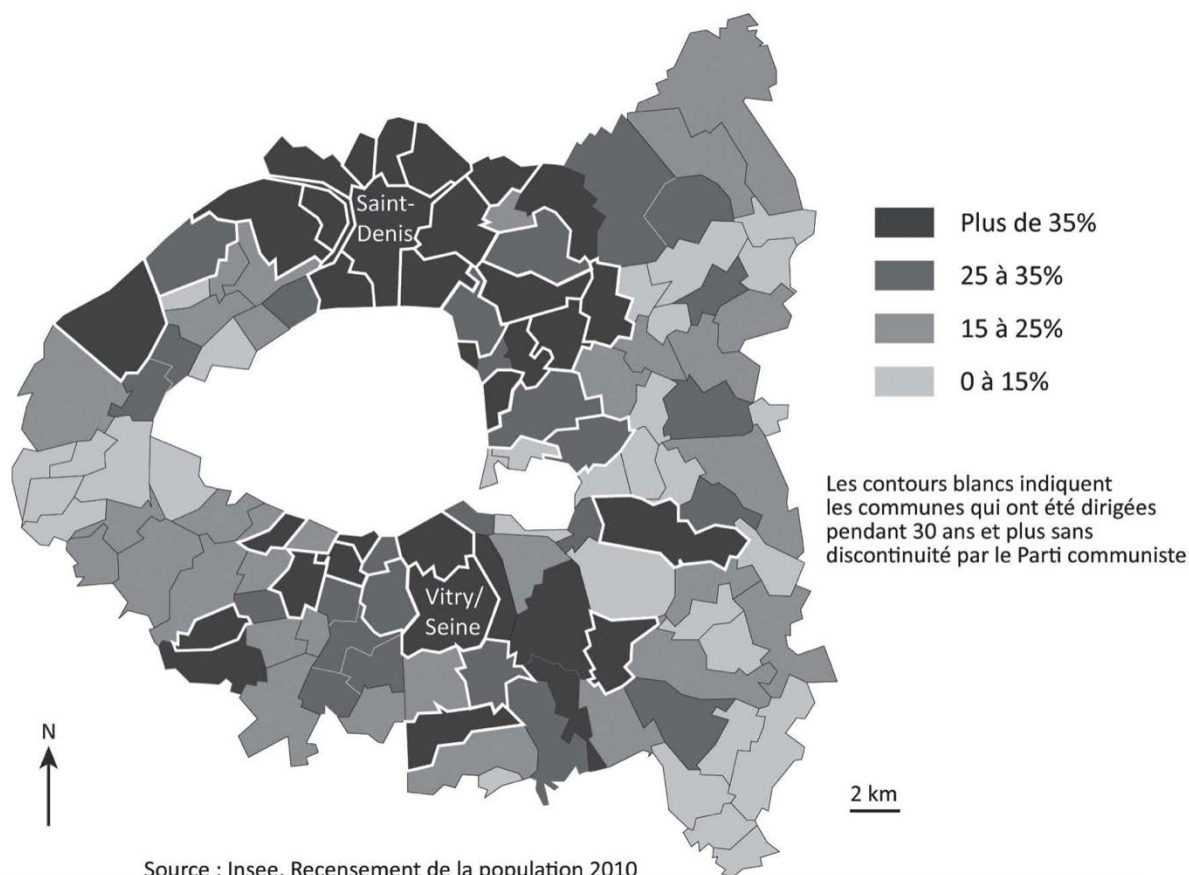 Saint-
Denis
Plus de 35%
25 à 35%
15 à 25%
0 à 15%
Les contours blancs indiquent
les communes qui ont été dirigées
pendant 30 ans et plus sans
discontinuité par le Parti communiste
Vitry/
Seine
N
2 km
Source : Insee, Recensement de la population 2010